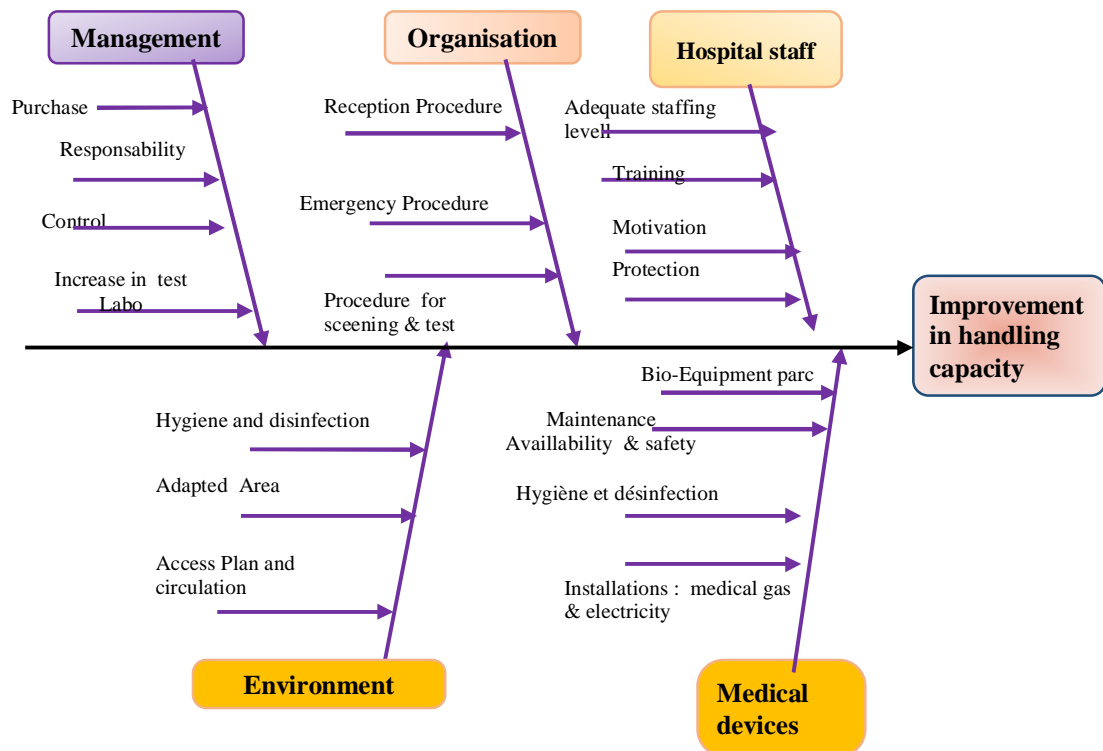 Management
Organisation
Hospital staff
Purchase
Responsability
Control
Increase in test
Labo
Reception Procedure
Emergency Procedure
Procedure for
sceening & test
Adequate staffing
levell
Training
Motivation
Protection
Improvement
in handling
capacity
Hygiene and disinfection
Adapted Area
Access Plan and
circulation
Environment
Bio-Equipment parc
Maintenance
Availlability & safety
Hygiène et désinfection
Installations : medical gas
& electricity
Medical
devices